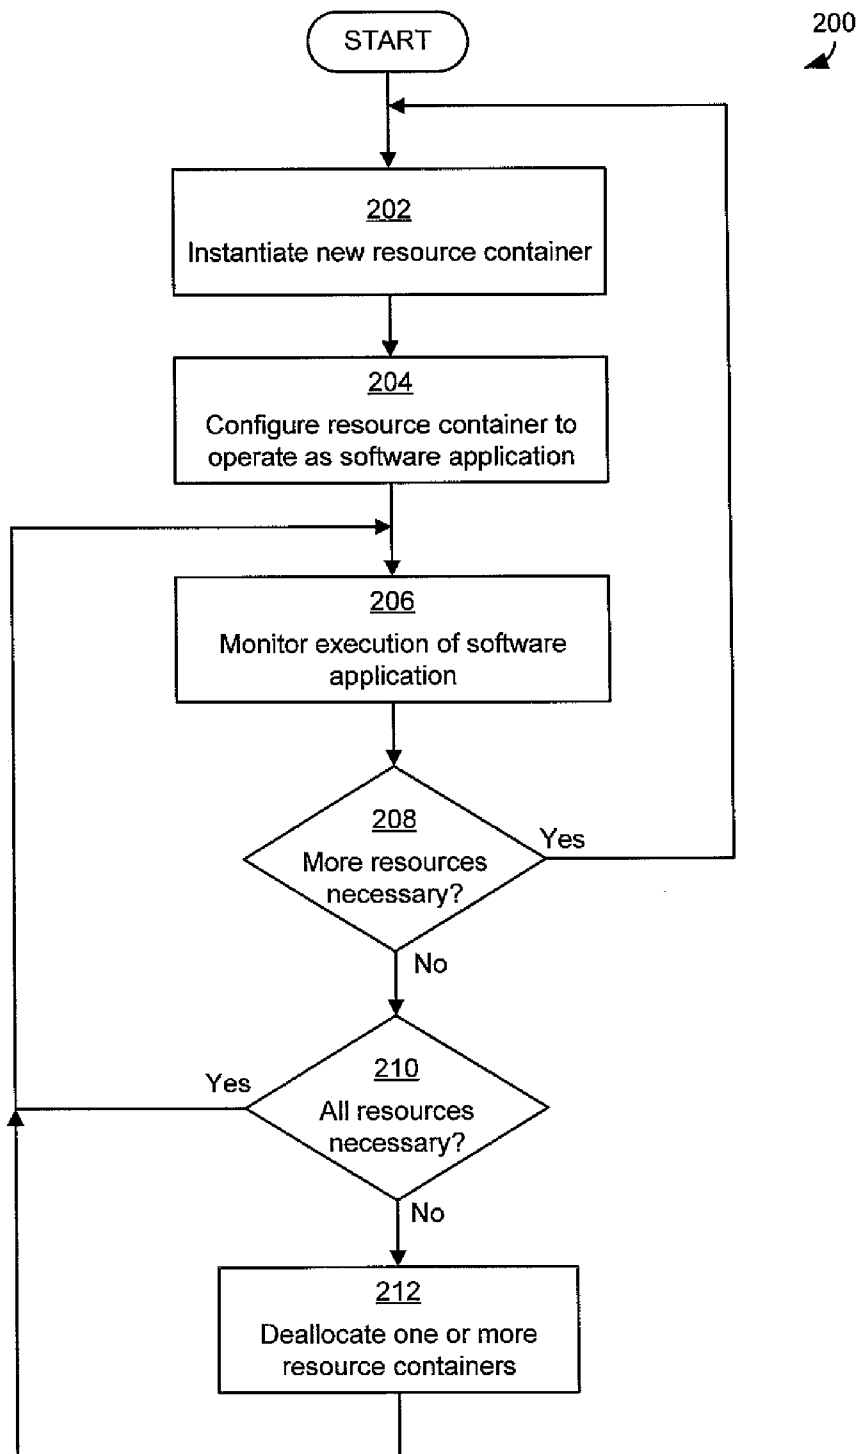 200
START
202
Instantiate new resource container
204
Configure resource container to
operate as software application
206
Monitor execution of software
application
208
More resources
necessary?
Yes
No
210
All resources
necessary?
Yes
No
212
Deallocate one or more
resource containers